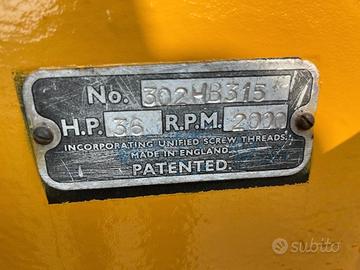 No. 302HB315
H.P. 36 R.P.M. 2000
INCORPORATING UNIFIED SCREW THREADS.
MADE IN ENGLAND.
PATENTED.
subito